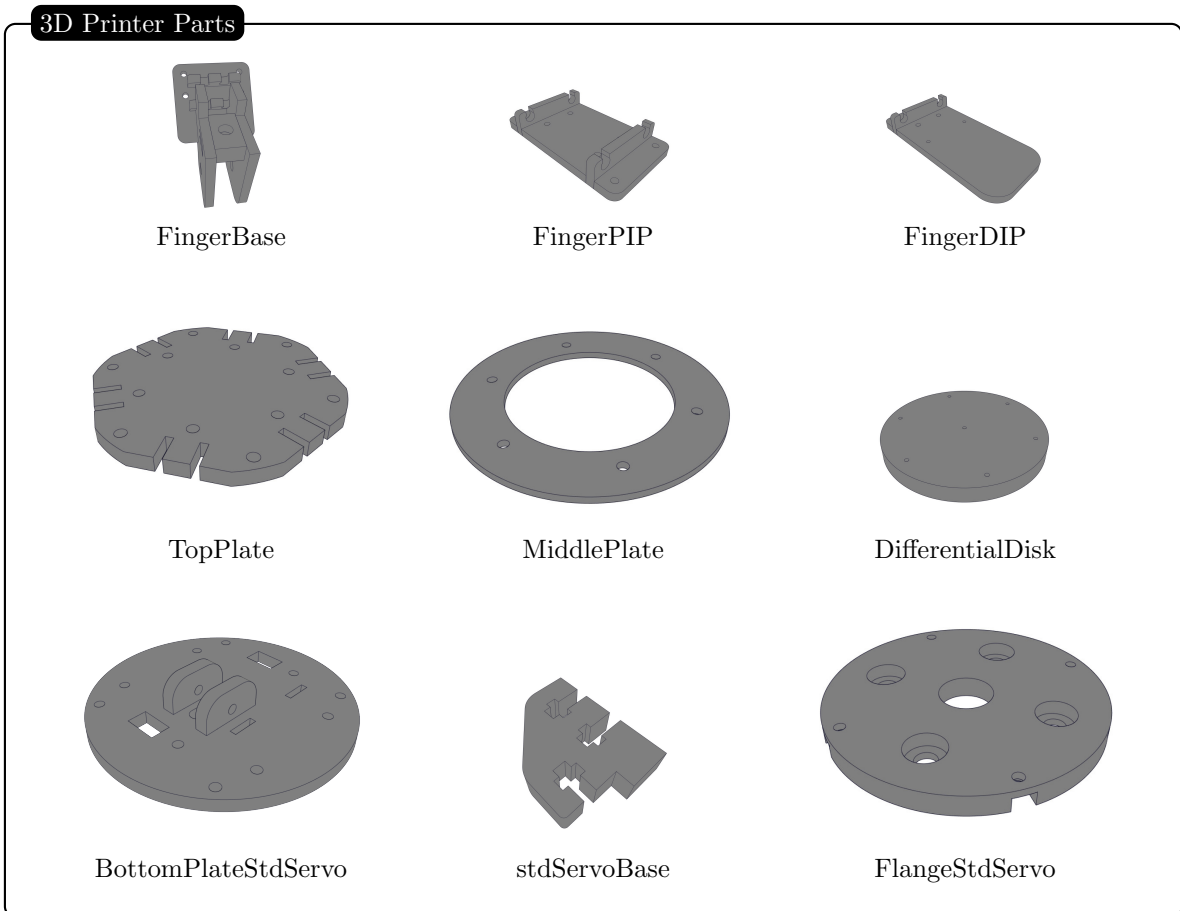 3D Printer Parts
FingerBase
FingerPIP
FingerDIP
TopPlate
MiddlePlate
DifferentialDisk
BottomPlateStdServo
stdServoBase
FlangeStdServo